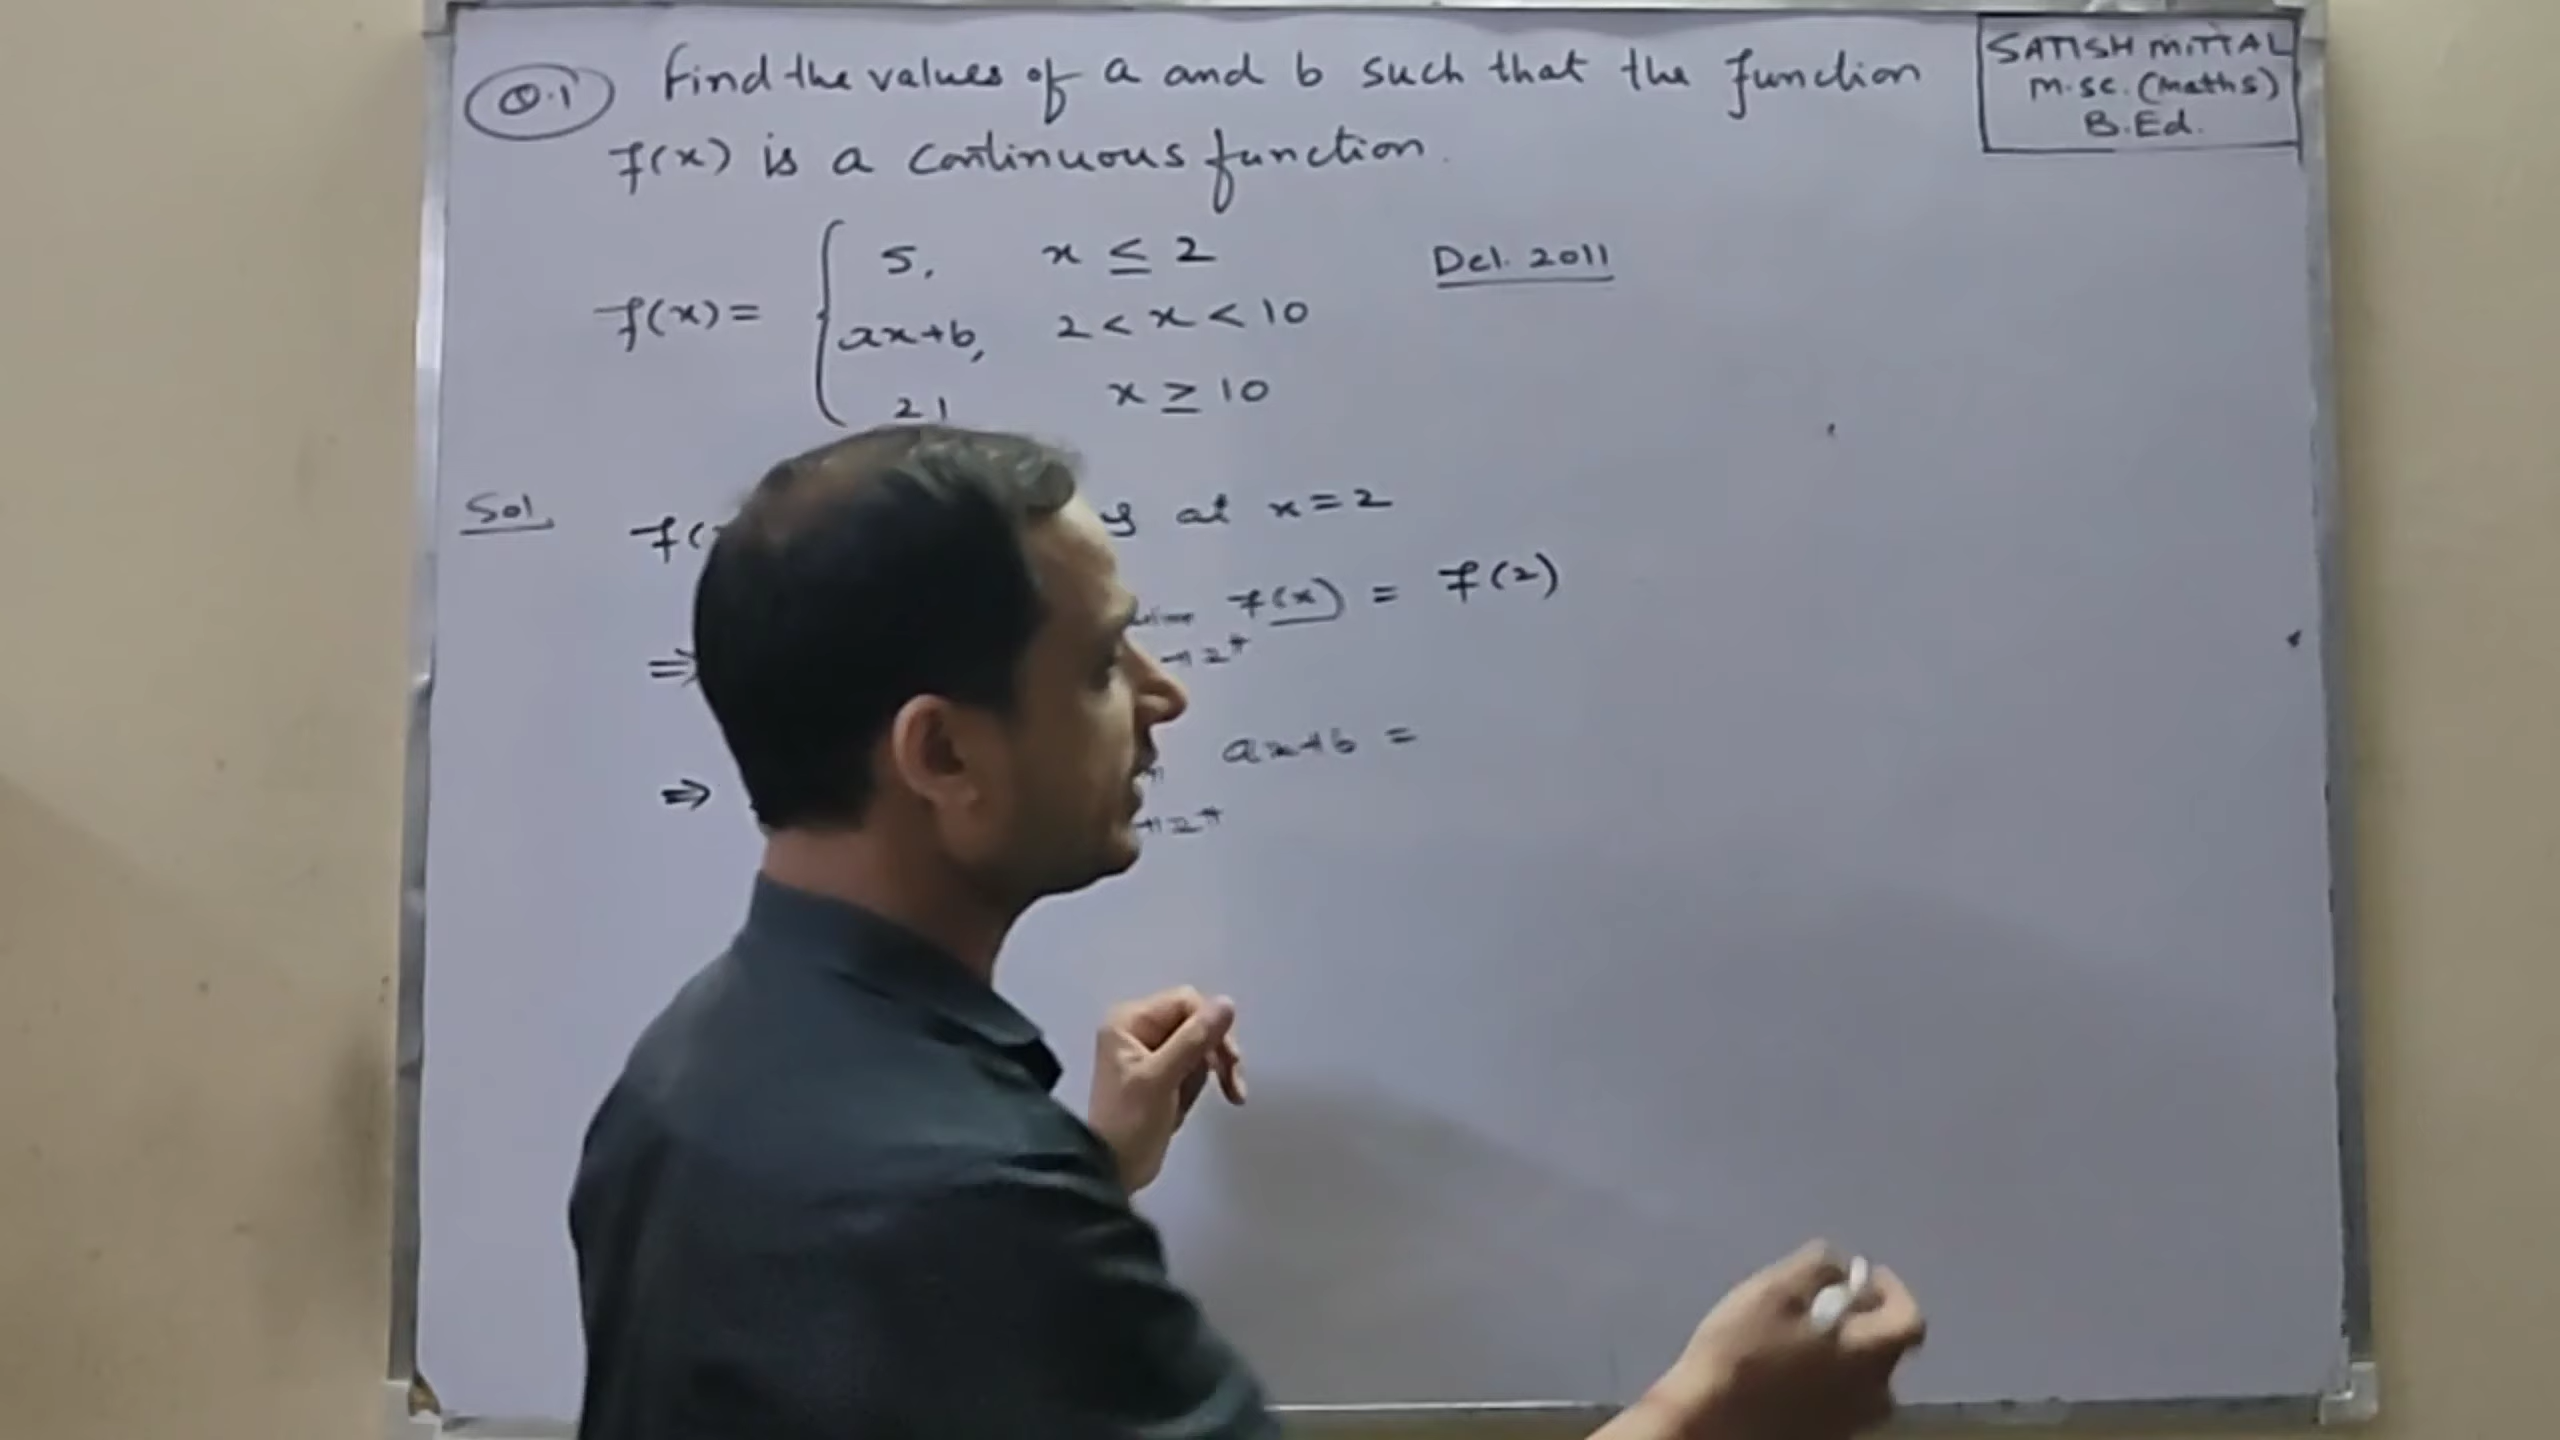 Q.1 Find the values of a and b such that the function
f(x) is a continuous function.
SATISH MITTAL
M.Sc. (Maths)
B.Ed.
f(x) = { 5, x ≤ 2
ax+b, 2 < x < 10
21 x ≥ 10
Del. 2011
Sol. at x = 2
f(x) = f(2)
⇒ → 2⁺
⇒ ax+b =
→ 2⁺